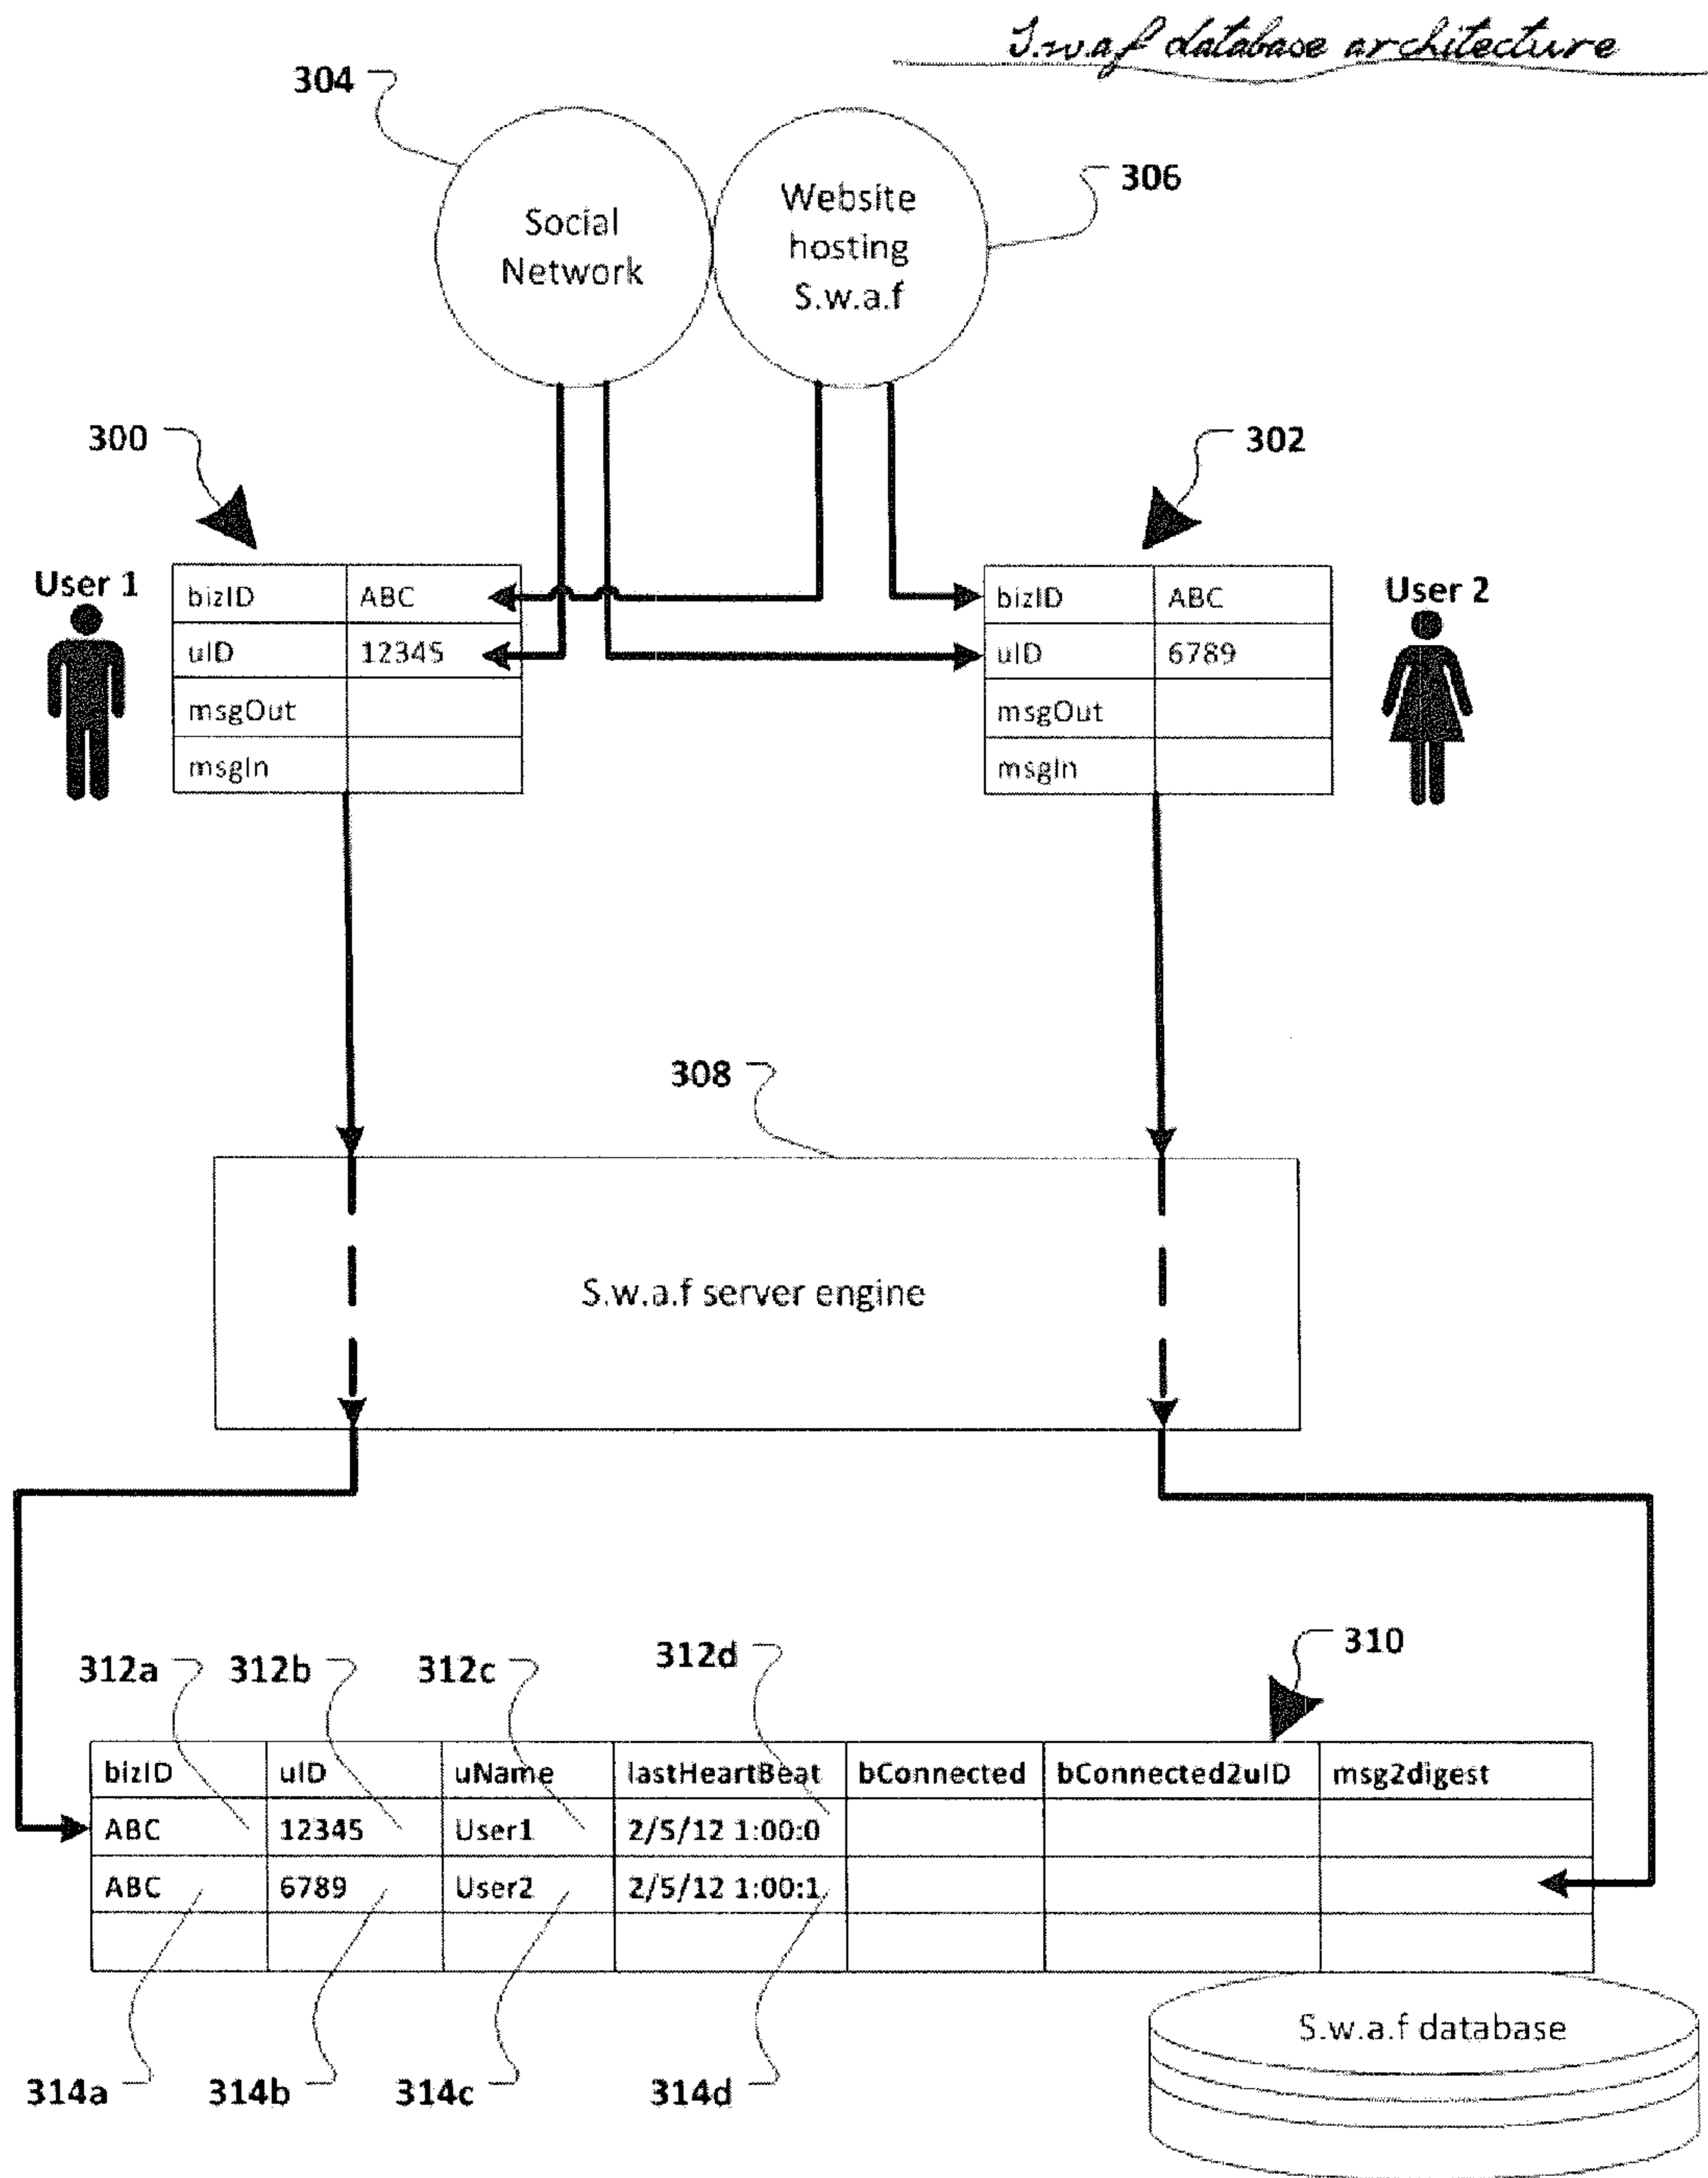 S.w.af database architecture
304
306
Social
Network
Website
hosting
S.w.a.f
300
302
User 1
bizID ABC
uID 12345
msgOut
msgIn
bizID ABC
uID 6789
msgOut
msgIn
User 2
308
S.w.a.f server engine
310
312a 312b 312c 312d
bizID uID uName lastHeartBeat bConnected bConnected2uID msg2digest
ABC 12345 User1 2/5/12 1:00:0
ABC 6789 User2 2/5/12 1:00:1
S.w.a.f database
314a 314b 314c 314d